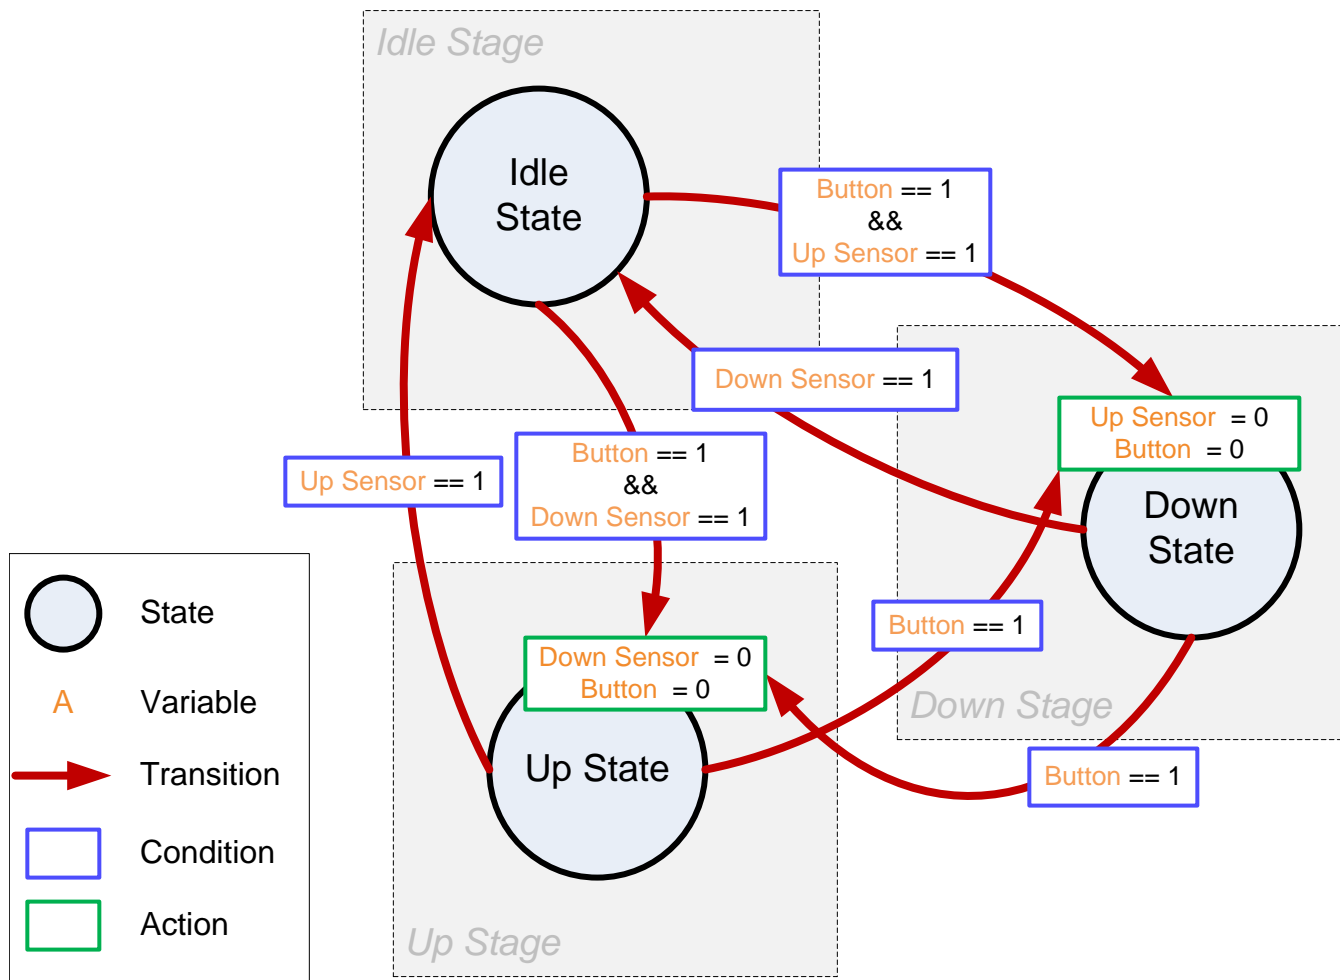 Idle Stage
Idle
State
Button == 1
&&
Up Sensor == 1
Down Sensor == 1
Up Sensor = 0
Button = 0
Down
State
Up Sensor == 1
Button == 1
&&
Down Sensor == 1
Button == 1
Down Sensor = 0
Button = 0
Up State
Down Stage
Button == 1
Up Stage
State
A Variable
Transition
Condition
Action